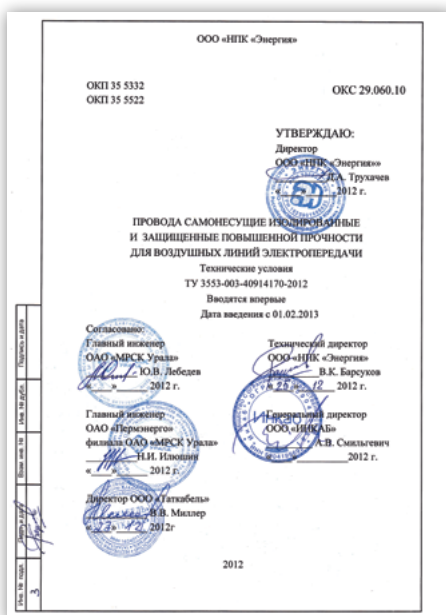 ООО «НПК «Энергия»
ОКП 35 5332
ОКП 35 5522
ОКС 29.060.10
УТВЕРЖДАЮ:
Директор
ООО «НПК «Энергия»»
Д.А. Трухачев
2012 г.
ПРОВОДА САМОНЕСУЩИЕ ИЗОЛИРОВАННЫЕ
И ЗАЩИЩЕННЫЕ ПОВЫШЕННОЙ ПРОЧНОСТИ
ДЛЯ ВОЗДУШНЫХ ЛИНИЙ ЭЛЕКТРОПЕРЕДАЧИ
Технические условия
ТУ 3553-003-40914170-2012
Вводятся впервые
Дата введения с 01.02.2013
Согласовано:
Главный инженер
ОАО «МРСК Урала»
Ю.В. Лебедев
« » 2012 г.
Технический директор
ООО «НПК «Энергия»
В.К. Барсуков
12 2012 г.
Главный инженер
ОАО «Пермэнерго»
филиала ОАО «МРСК Урала»
Н.И. Илюшин
« » 2012 г.
Генеральный директор
ООО «ИНКАБ»
ИНКАБ
А.В. Смильгевич
2012 г.
Директор ООО «Таткабель»
В.В. Миллер
2012г
2012
Подпись и дата
Инв. № дубл.
Взам. инв. №
Подп. и дата
Инв. № подл.
3